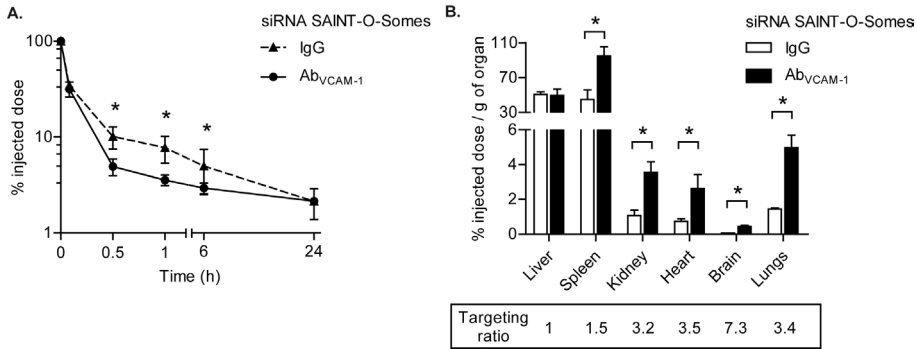 A.
siRNA SAINT-O-Somes
IgG
AbVCAM-1
% injected dose
100
10
1
*
*
*
0
0.5
1
6
24
Time (h)
B.
siRNA SAINT-O-Somes
IgG
AbVCAM-1
% injected dose / g of organ
110
70
30
6
4
2
0
*
*
*
*
*
Liver
Spleen
Kidney
Heart
Brain
Lungs
Targeting ratio
1
1.5
3.2
3.5
7.3
3.4